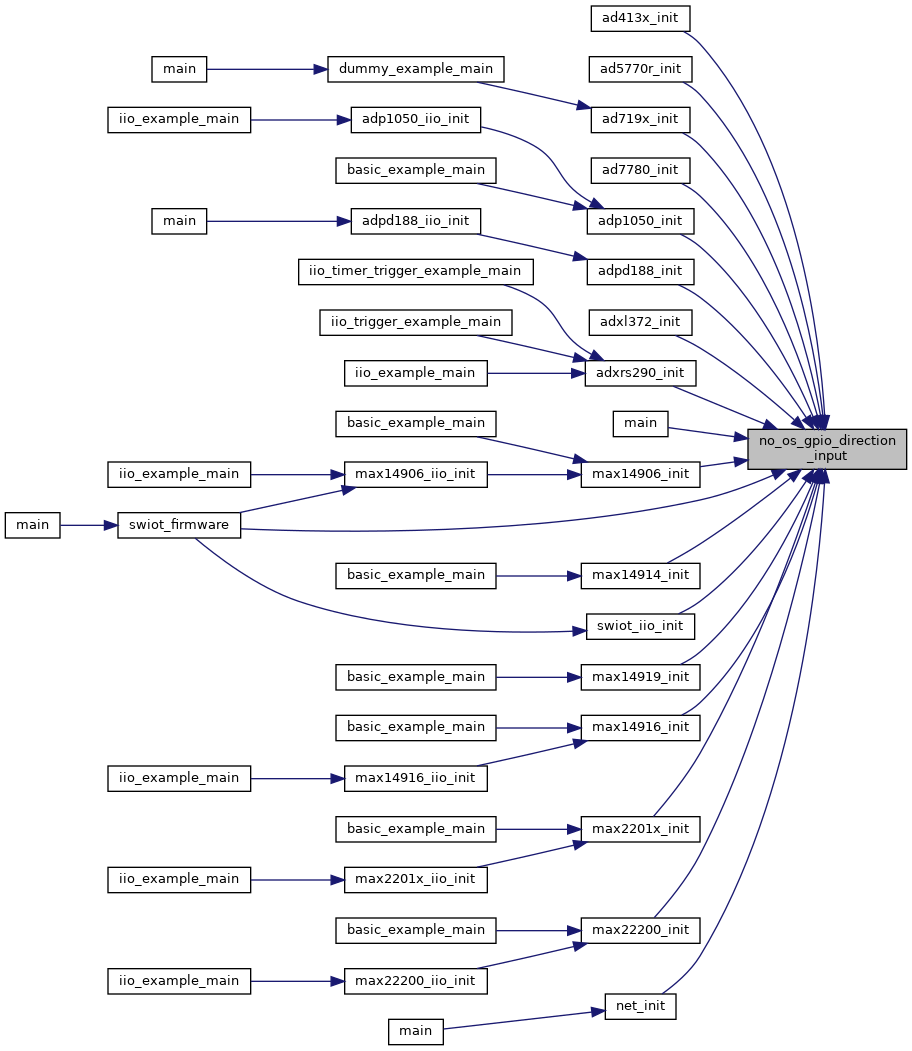 ad413x_init
main
dummy_example_main
ad5770r_init
iio_example_main
adp1050_iio_init
ad719x_init
basic_example_main
ad7780_init
main
adpd188_iio_init
adp1050_init
iio_timer_trigger_example_main
adpd188_init
iio_trigger_example_main
adxl372_init
iio_example_main
adxrs290_init
basic_example_main
main
no_os_gpio_direction
_input
iio_example_main
max14906_iio_init
max14906_init
main
swiot_firmware
basic_example_main
max14914_init
swiot_iio_init
basic_example_main
max14919_init
basic_example_main
max14916_init
iio_example_main
max14916_iio_init
basic_example_main
max2201x_init
iio_example_main
max2201x_iio_init
basic_example_main
max22200_init
iio_example_main
max22200_iio_init
net_init
main